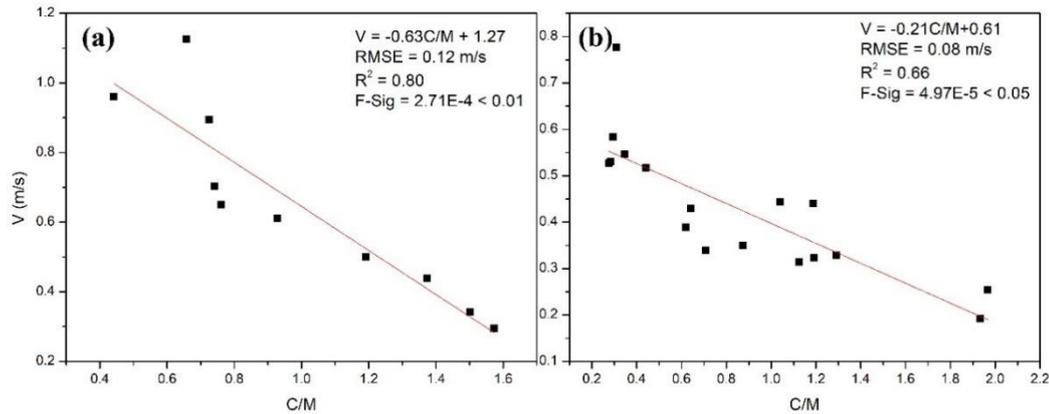 (a)
V = -0.63C/M + 1.27
RMSE = 0.12 m/s
R² = 0.80
F-Sig = 2.71E-4 < 0.01
V (m/s)
1.2
1.0
0.8
0.6
0.4
0.2
0.4 0.6 0.8 1.0 1.2 1.4 1.6
C/M
(b)
V = -0.21C/M+0.61
RMSE = 0.08 m/s
R² = 0.66
F-Sig = 4.97E-5 < 0.05
0.8
0.7
0.6
0.5
0.4
0.3
0.2
0.1
0.2 0.4 0.6 0.8 1.0 1.2 1.4 1.6 1.8 2.0 2.2
C/M